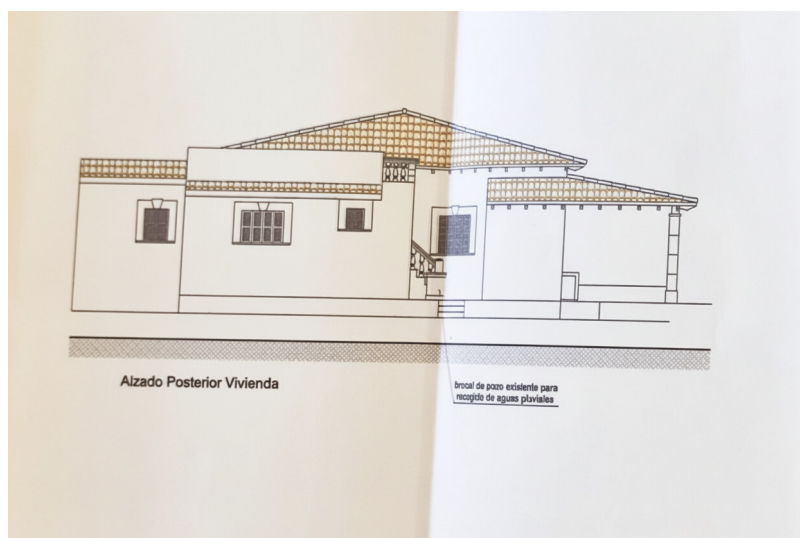 Alzado Posterior Vivienda
brocal de pozo existente para
recogida de aguas pluviales